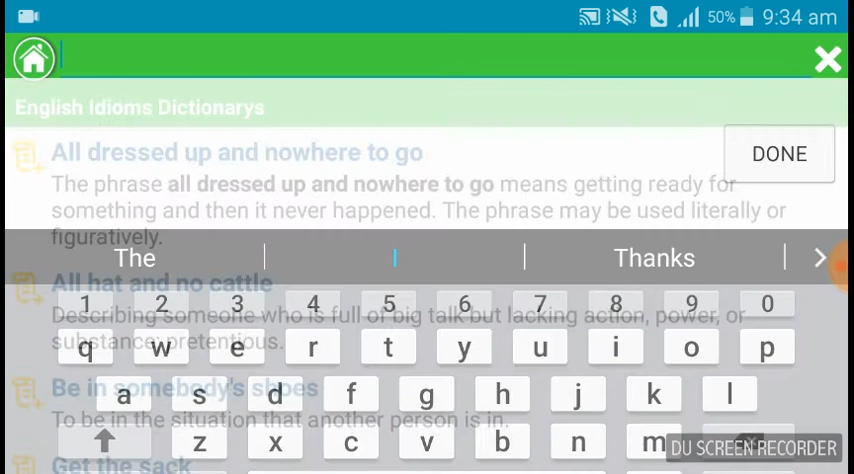 50% 9:34 am
English Idioms Dictionarys
All dressed up and nowhere to go
DONE
The phrase all dressed up and nowhere to go means getting ready for
something and then it never happened. The phrase may be used literally or
figuratively.
The I Thanks
All hat and no cattle
1 2 3 4 5 6 7 8 9 0
Describing someone who is full of big talk but lacking action, power, or
substance; pretentious.
q w e r t y u i o p
Be in somebody's shoes
a s d f g h j k l
To be in the situation that another person is in.
z x c v b n m
DU SCREEN RECORDER
Get the sack